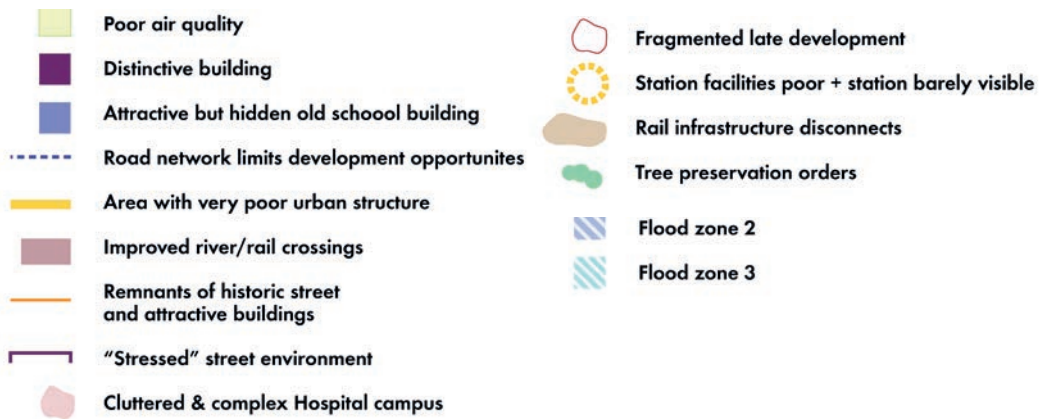 Poor air quality
Distinctive building
Attractive but hidden old schoool building
Road network limits development opportunites
Area with very poor urban structure
Improved river/rail crossings
Remnants of historic street
and attractive buildings
“Stressed” street environment
Cluttered & complex Hospital campus
Fragmented late development
Station facilities poor + station barely visible
Rail infrastructure disconnects
Tree preservation orders
Flood zone 2
Flood zone 3